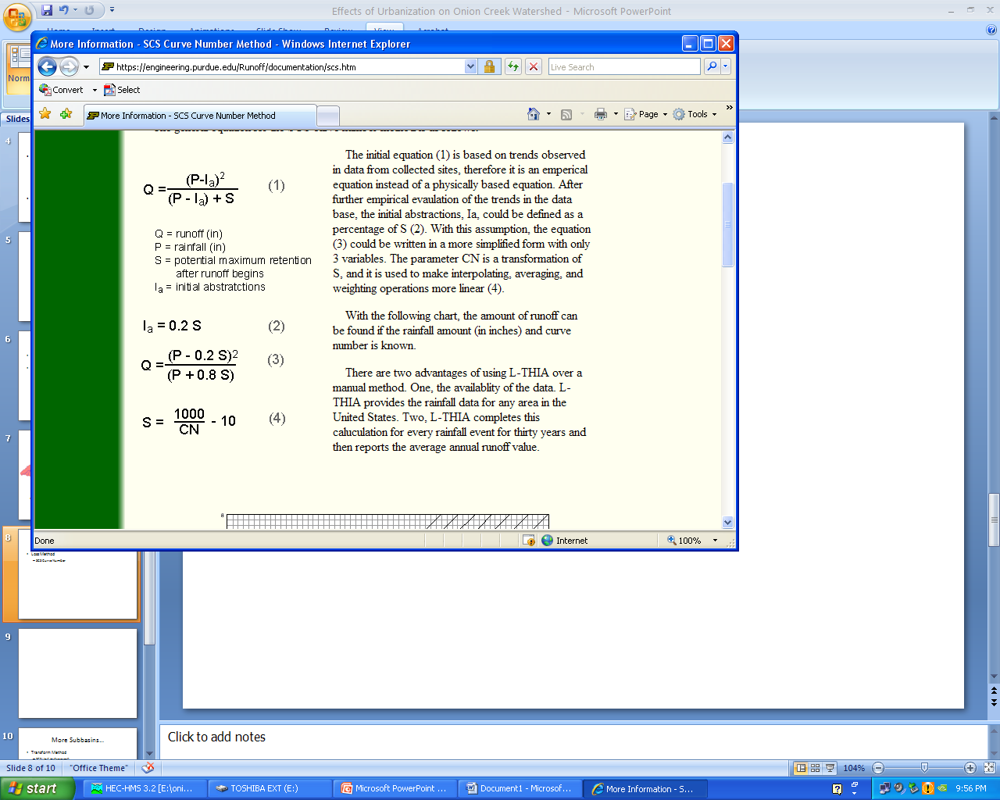 Effects of Urbanization on Onion Creek Watershed - Microsoft PowerPoint
More Information - SCS Curve Number Method - Windows Internet Explorer
https://engineering.purdue.edu/Runoff/documentation/scs.htm
Live Search
Convert Select
More Information - SCS Curve Number Method
Page Tools
Q = (P-Ia)2 / (P - Ia) + S (1)
Q = runoff (in)
P = rainfall (in)
S = potential maximum retention
after runoff begins
Ia = initial abstratctions
Ia = 0.2 S (2)
Q = (P - 0.2 S)2 / (P + 0.8 S) (3)
S = 1000 / CN - 10 (4)
The initial equation (1) is based on trends observed
in data from collected sites, therefore it is an emperical
equation instead of a physically based equation. After
further empirical evaulation of the trends in the data
base, the initial abstractions, Ia, could be defined as a
percentage of S (2). With this assumption, the equation
(3) could be written in a more simplified form with only
3 variables. The parameter CN is a transformation of
S, and it is used to make interpolating, averaging, and
weighting operations more linear (4).
With the following chart, the amount of runoff can
be found if the rainfall amount (in inches) and curve
number is known.
There are two advantages of using L-THIA over a
manual method. One, the availablity of the data. L-
THIA provides the rainfall data for any area in the
United States. Two, L-THIA completes this
caluculation for every rainfall event for thirty years and
then reports the average annual runoff value.
8
Done
Internet
100%
Norm
Slides
4
5
6
7
8
Loss Method
SCS Curve Number
9
10
More Subbasins...
Transform Method
Click to add notes
Slide 8 of 10 "Office Theme" 104%
start HEC-HMS 3.2 [E:\oni... TOSHIBA EXT (E:) Microsoft PowerPoint ... Document1 - Microsof... More Information - S... 9:56 PM